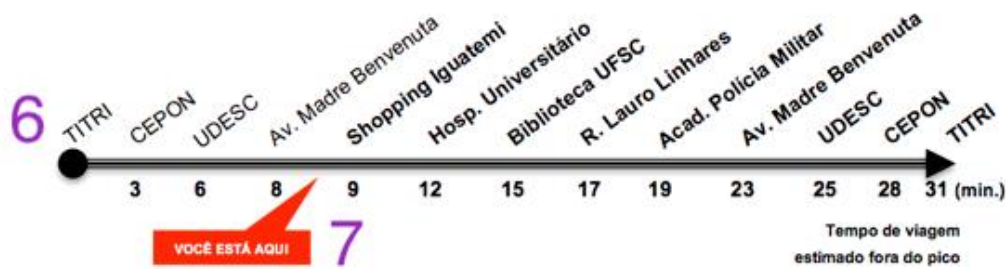 6
TITRI
CEPON
UDESC
Av. Madre Benvenuta
Shopping Iguatemi
Hosp. Universitário
Biblioteca UFSC
R. Lauro Linhares
Acad. Polícia Militar
Av. Madre Benvenuta
UDESC
CEPON
TITRI
3 6 8 9 12 15 17 19 23 25 28 31 (min.)
VOCÊ ESTÁ AQUI
7
Tempo de viagem
estimado fora do pico